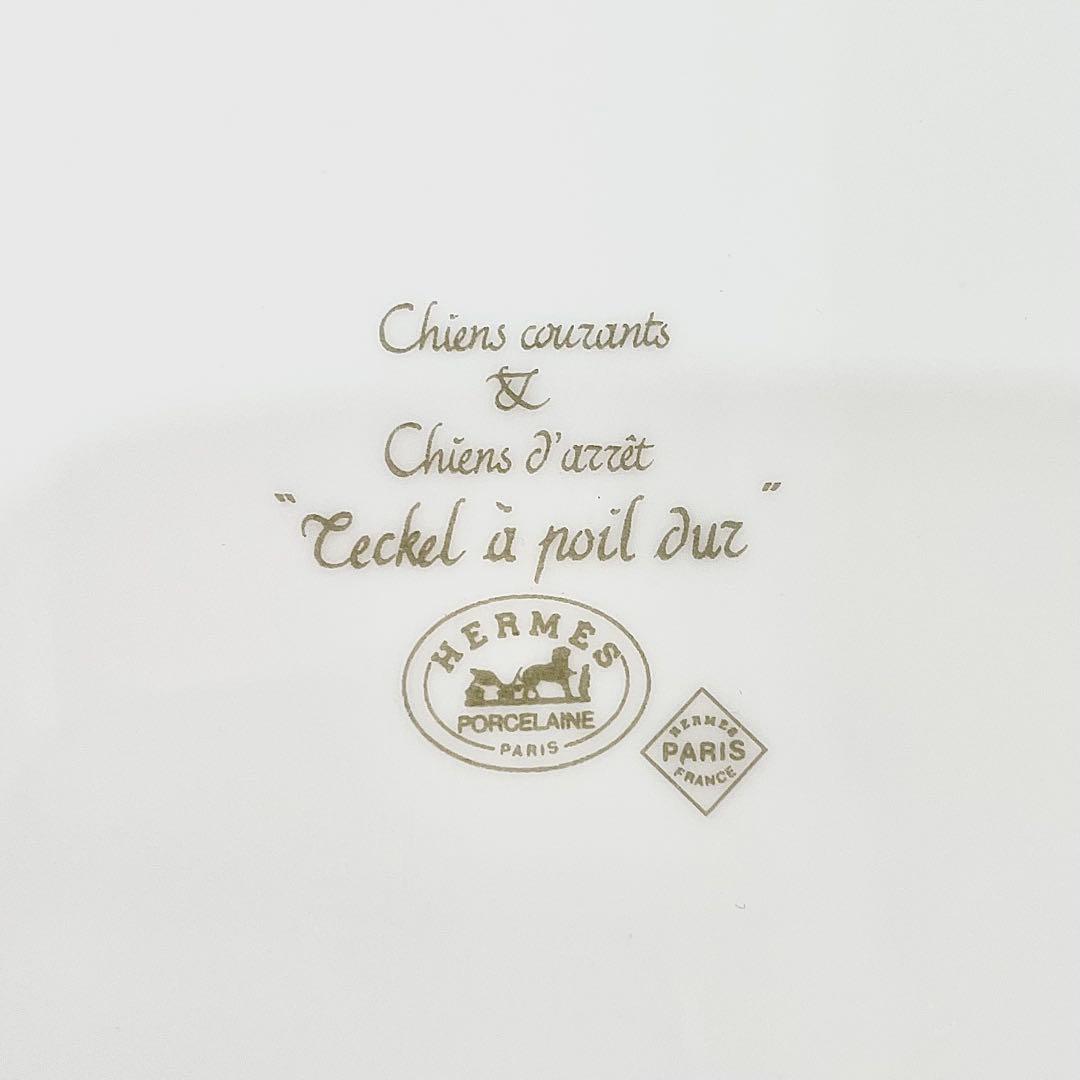 Chiens courants
&
Chiens d'arrêt
"Teckel à poil dur"
HERMES
PORCELAINE
PARIS
HERMES
PARIS
FRANCE